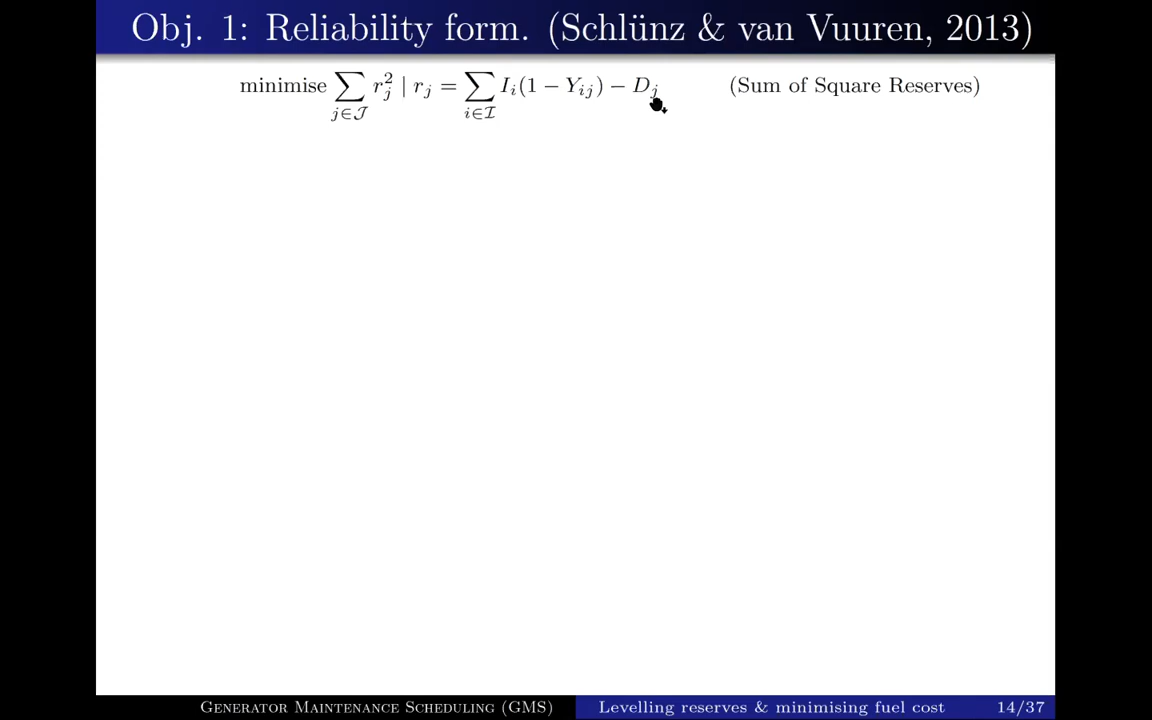 Obj. 1: Reliability form. (Schlünz & van Vuuren, 2013)
minimise ∑_{j∈𝒥} r_j^2 | r_j = ∑_{i∈ℐ} I_i(1 − Y_{ij}) − D_j (Sum of Square Reserves)
Generator Maintenance Scheduling (GMS) Levelling reserves & minimising fuel cost 14/37